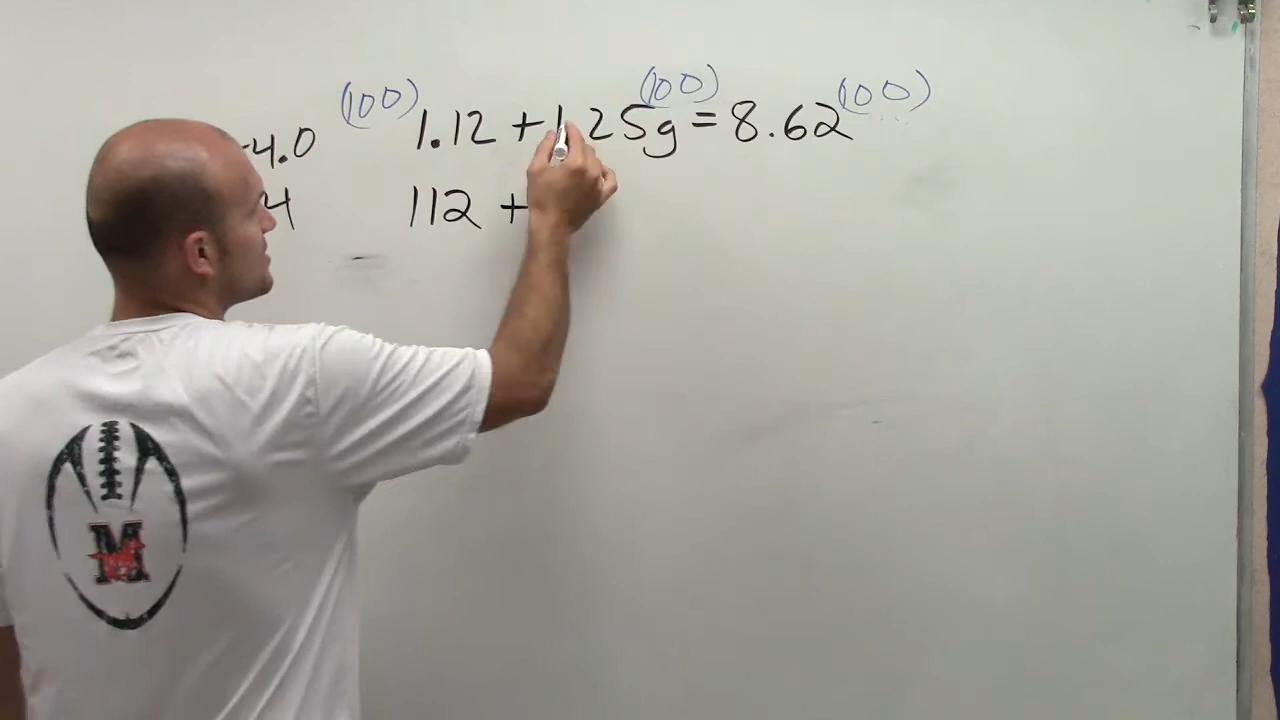 (100) (100) (100)
-4.0 1.12 + 1.25g = 8.62
4 112 +
M